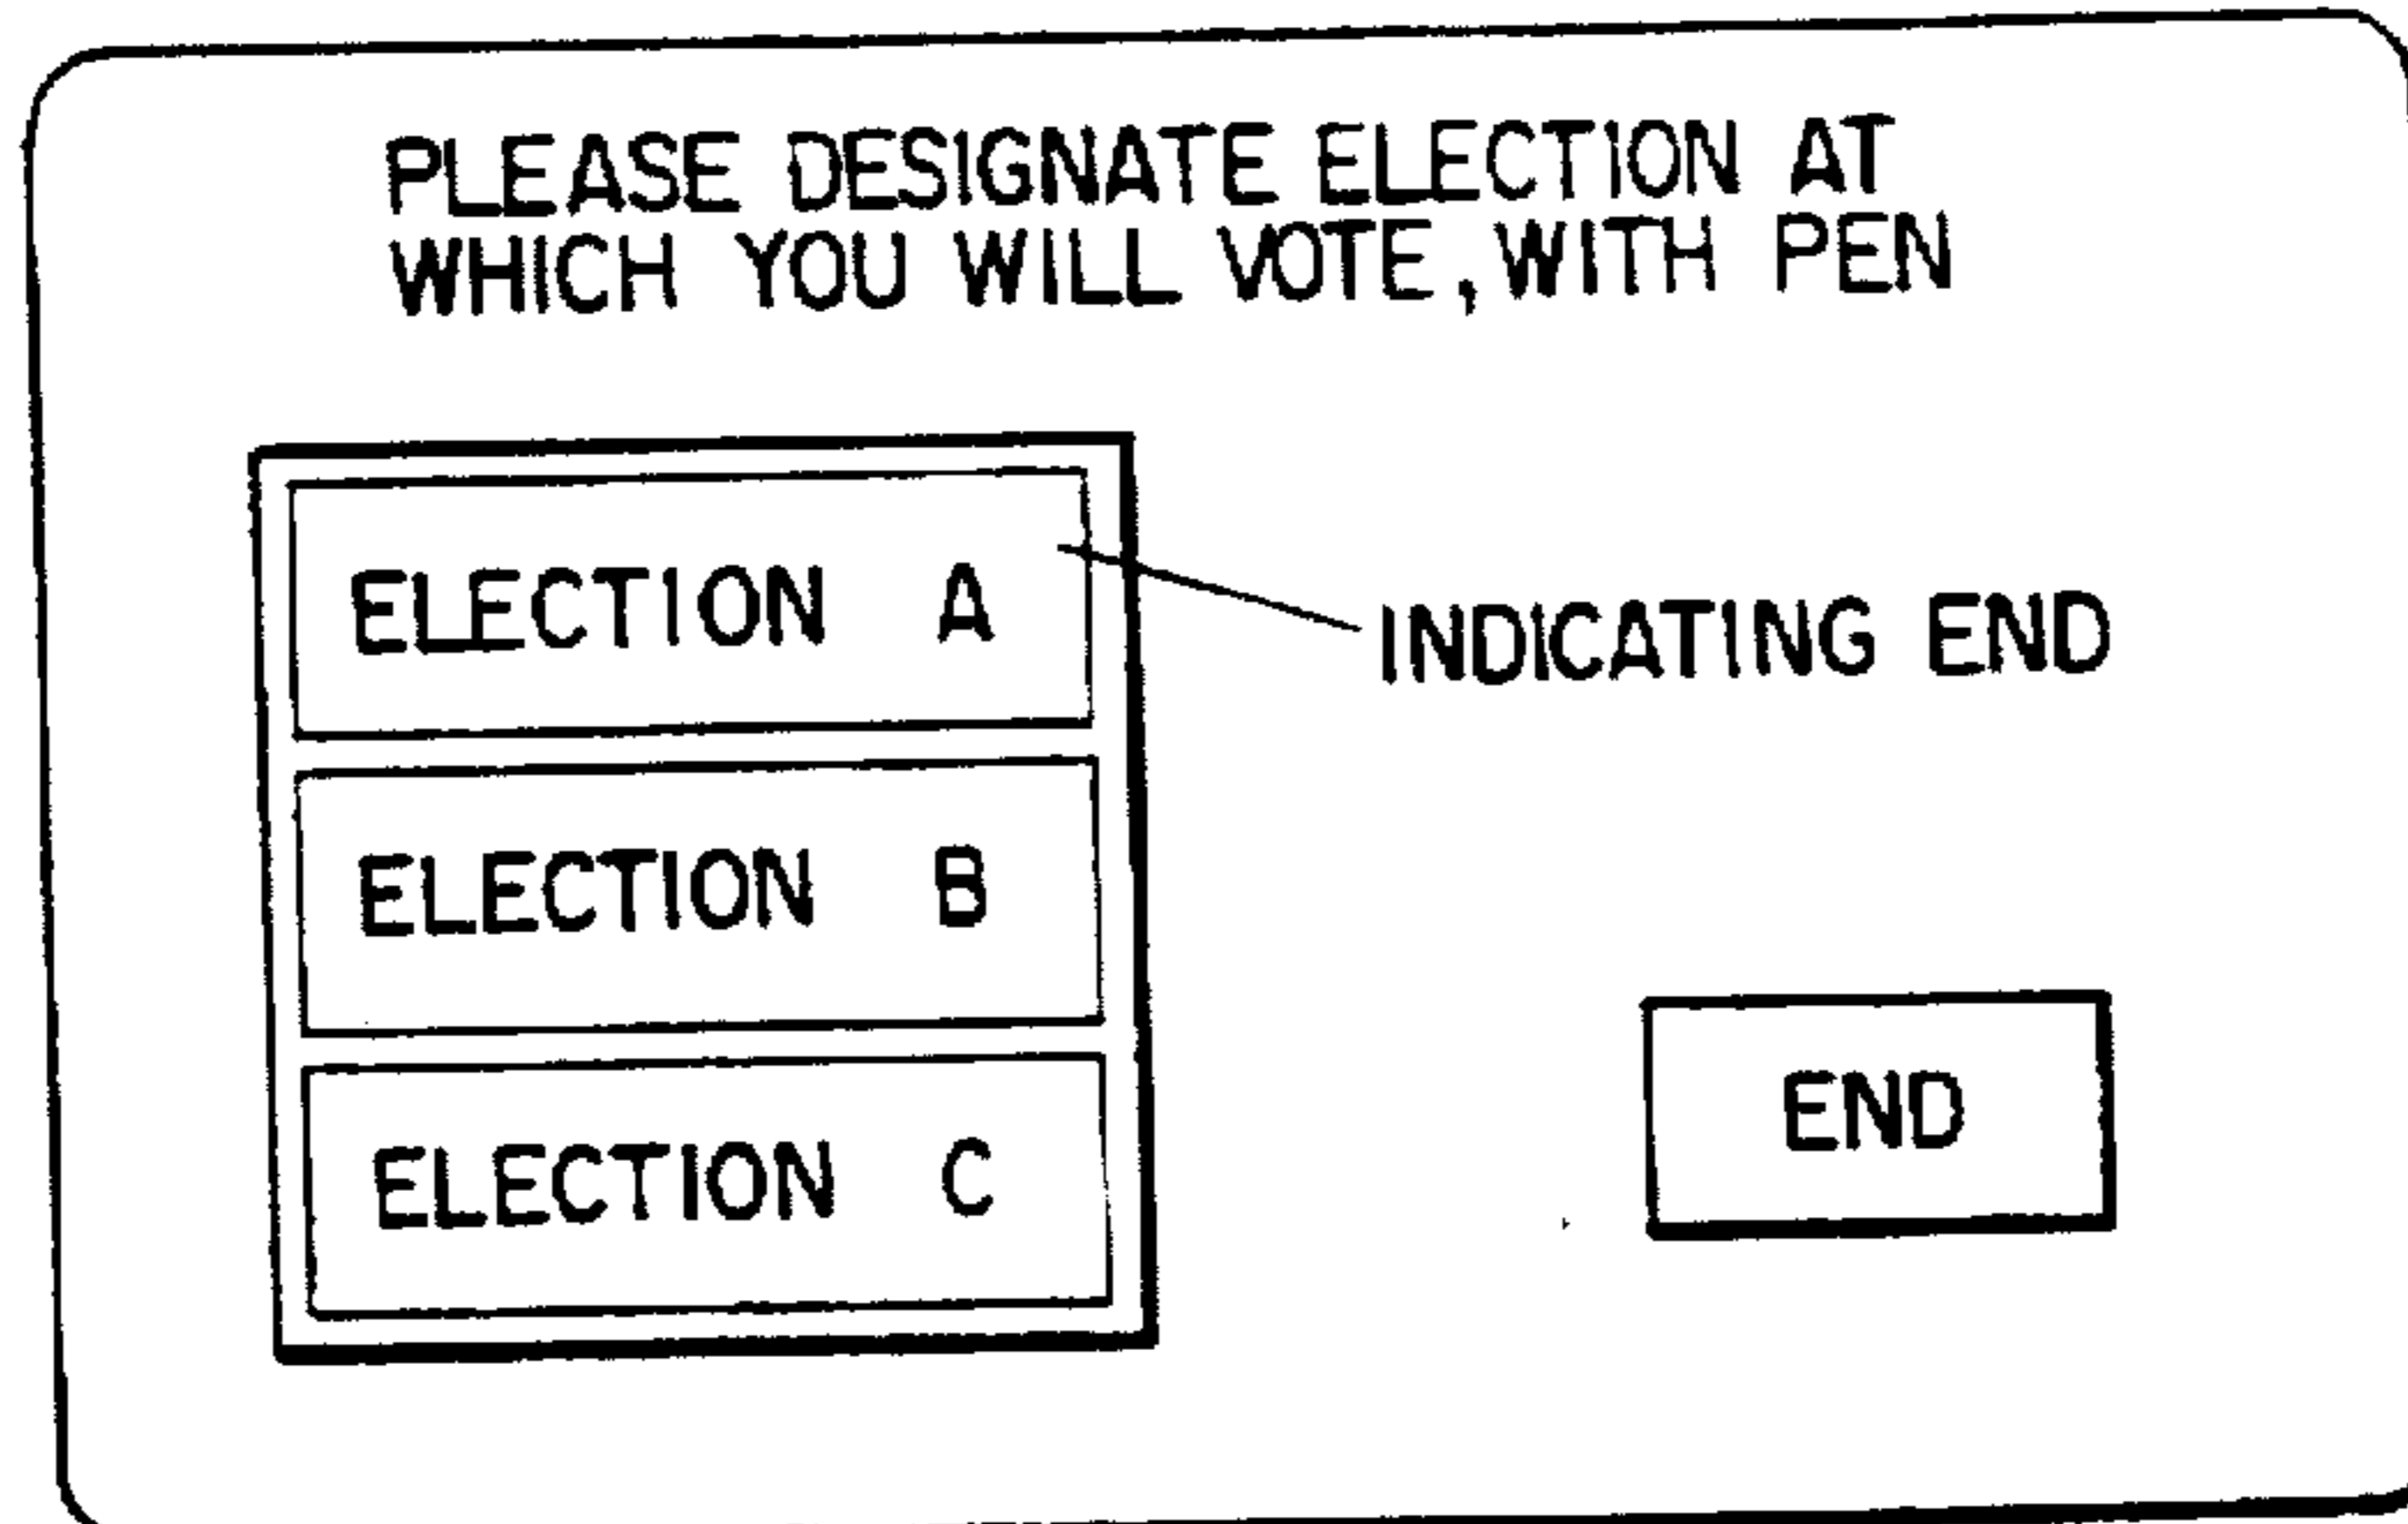 PLEASE DESIGNATE ELECTION AT
WHICH YOU WILL VOTE, WITH PEN
ELECTION A
INDICATING END
ELECTION B
ELECTION C
END